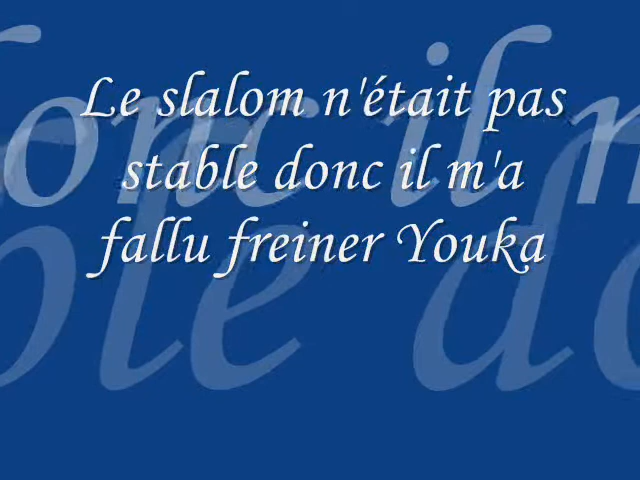 Le slalom n'était pas
stable donc il m'a
fallu freiner Youka